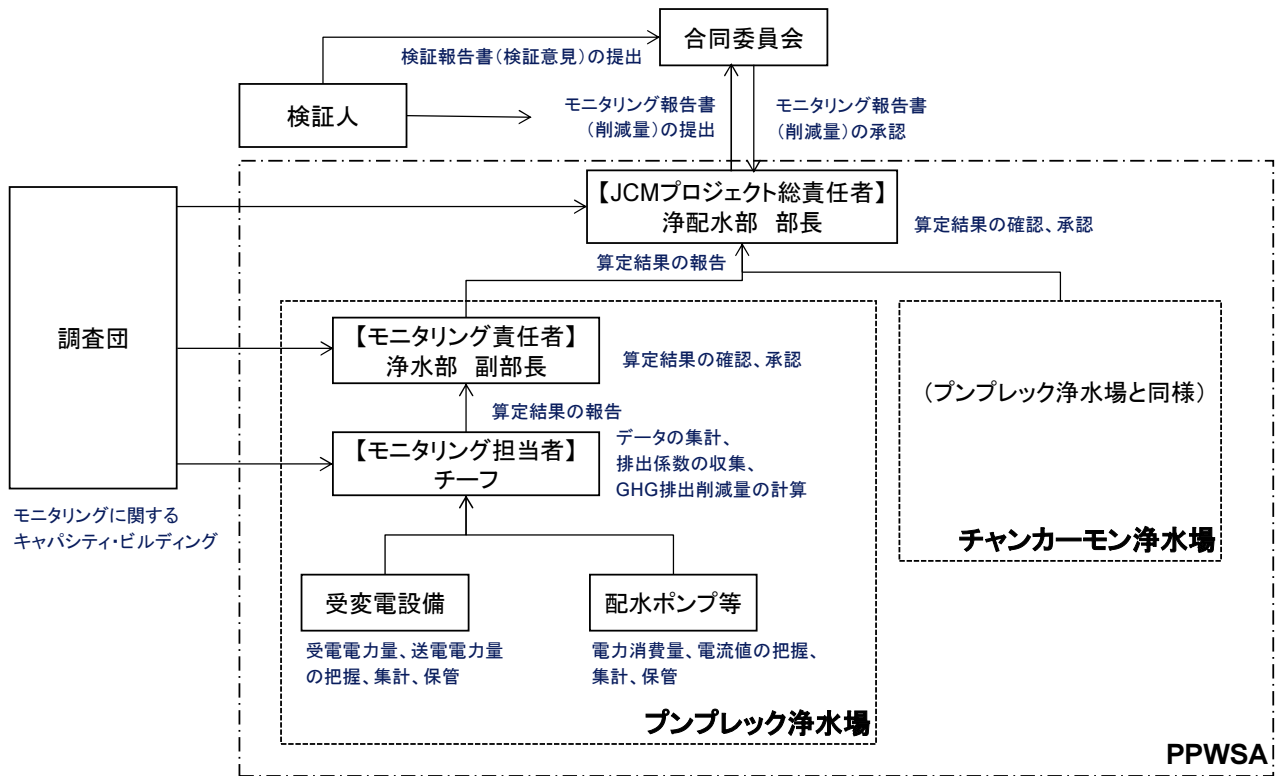 合同委員会
検証報告書(検証意見)の提出
検証人
モニタリング報告書
(削減量)の提出
モニタリング報告書
(削減量)の承認
【JCMプロジェクト総責任者】
浄配水部 部長
算定結果の確認、承認
算定結果の報告
調査団
【モニタリング責任者】
浄水部 副部長
算定結果の確認、承認
(プンプレック浄水場と同様)
算定結果の報告
【モニタリング担当者】
チーフ
データの集計、
排出係数の収集、
GHG排出削減量の計算
モニタリングに関する
キャパシティ・ビルディング
チャンカーモン浄水場
受変電設備
配水ポンプ等
受電電力量、送電電力量
の把握、集計、保管
電力消費量、電流値の把握、
集計、保管
プンプレック浄水場
PPWSA